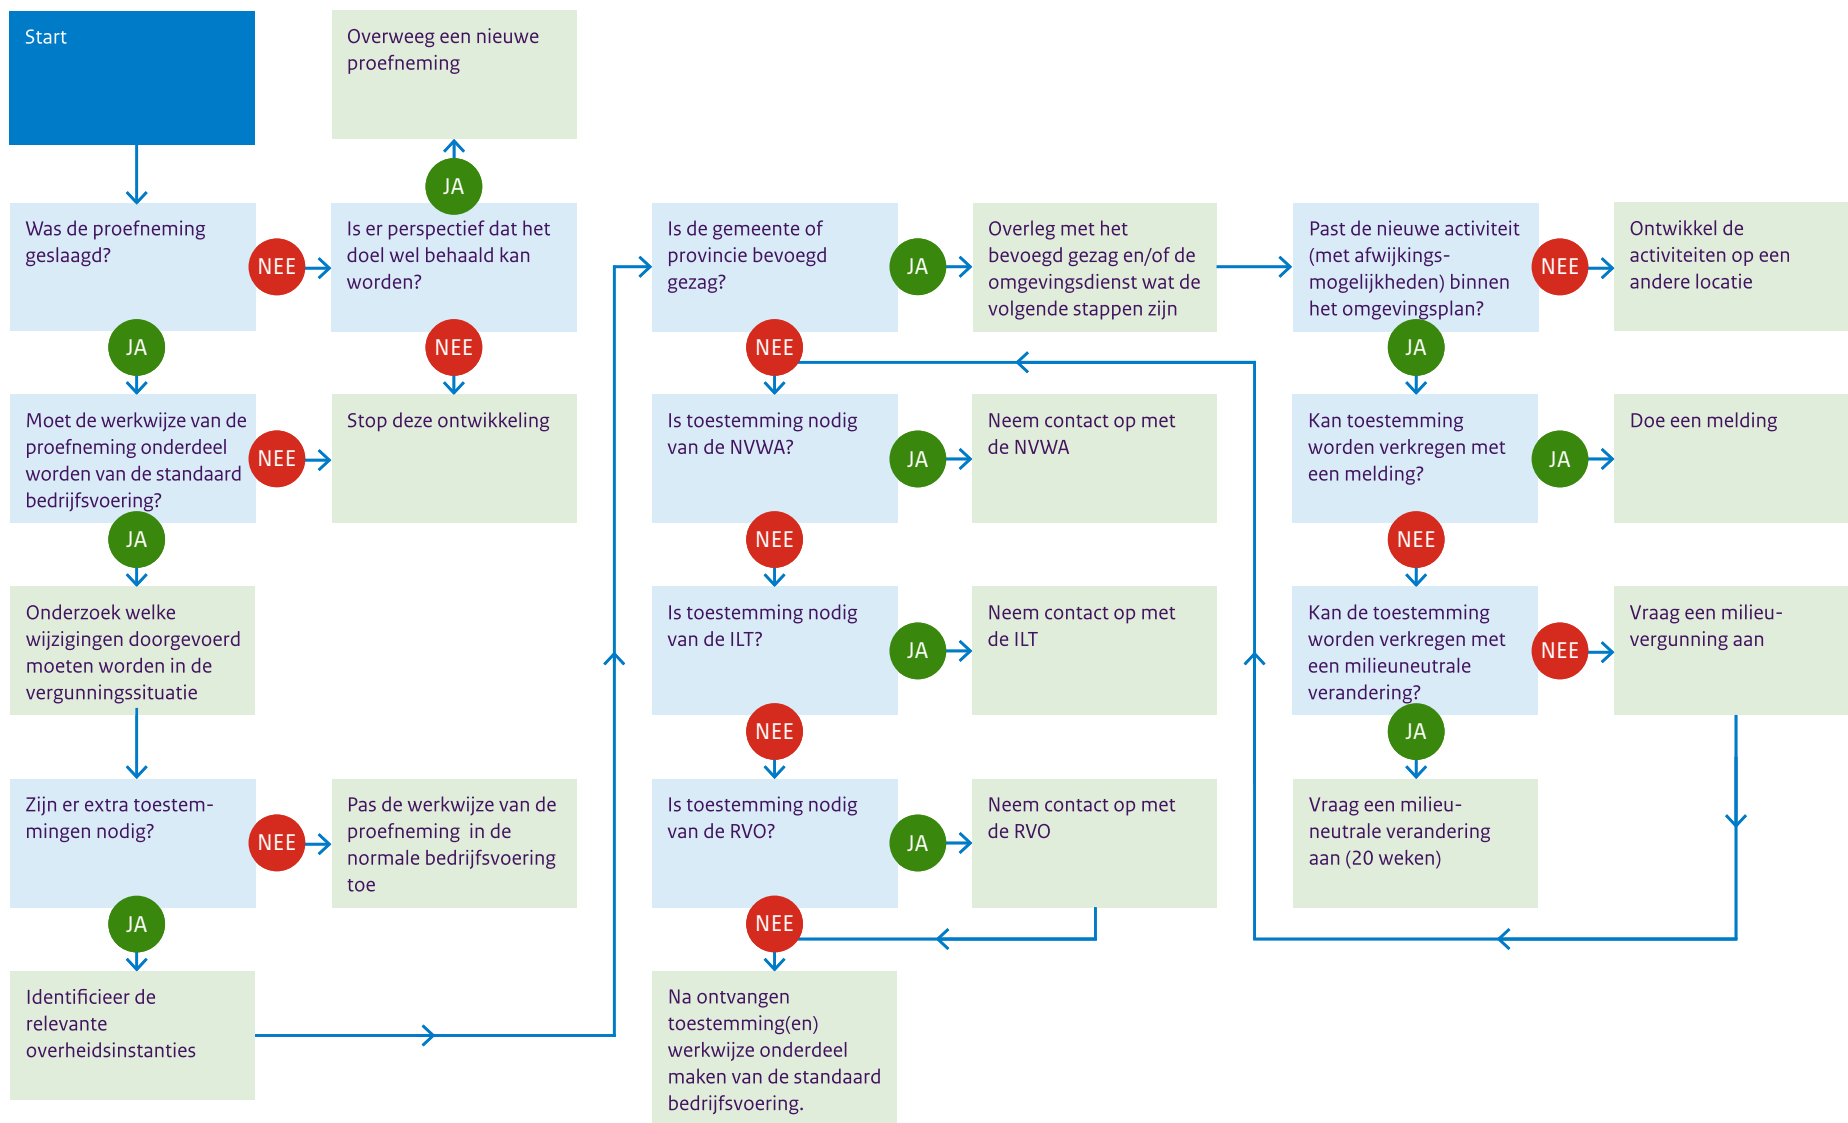 Start
Overweeg een nieuwe
proefneming
JA
Was de proefneming
geslaagd?
NEE
Is er perspectief dat het
doel wel behaald kan
worden?
JA
NEE
Moet de werkwijze van de
proefneming onderdeel
worden van de standaard
bedrijfsvoering?
NEE
Stop deze ontwikkeling
JA
Onderzoek welke
wijzigingen doorgevoerd
moeten worden in de
vergunningssituatie
Zijn er extra toestem-
mingen nodig?
NEE
Pas de werkwijze van de
proefneming in de
normale bedrijfsvoering
toe
JA
Identificieer de
relevante
overheidsinstanties
Is de gemeente of
provincie bevoegd
gezag?
JA
Overleg met het
bevoegd gezag en/of de
omgevingsdienst wat de
volgende stappen zijn
NEE
Is toestemming nodig
van de NVWA?
JA
Neem contact op met
de NVWA
NEE
Is toestemming nodig
van de ILT?
JA
Neem contact op met
de ILT
NEE
Is toestemming nodig
van de RVO?
JA
Neem contact op met
de RVO
NEE
Na ontvangen
toestemming(en)
werkwijze onderdeel
maken van de standaard
bedrijfsvoering.
Past de nieuwe activiteit
(met afwijkings-
mogelijkheden) binnen
het omgevingsplan?
NEE
Ontwikkel de
activiteiten op een
andere locatie
JA
Kan toestemming
worden verkregen met
een melding?
JA
Doe een melding
NEE
Kan de toestemming
worden verkregen met
een milieuneutrale
verandering?
NEE
Vraag een milieu-
vergunning aan
JA
Vraag een milieu-
neutrale verandering
aan (20 weken)